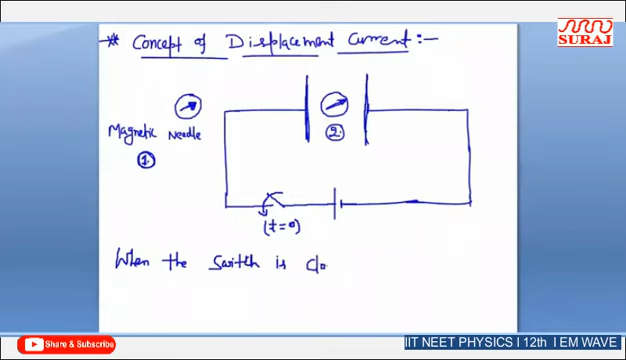 * Concept of Displacement Current :-
SURAJ
2.
Magnetic Needle
1.
(t=0)
When the Switch is clo
Share & Subscribe
IIT NEET PHYSICS I 12th I EM WAVE